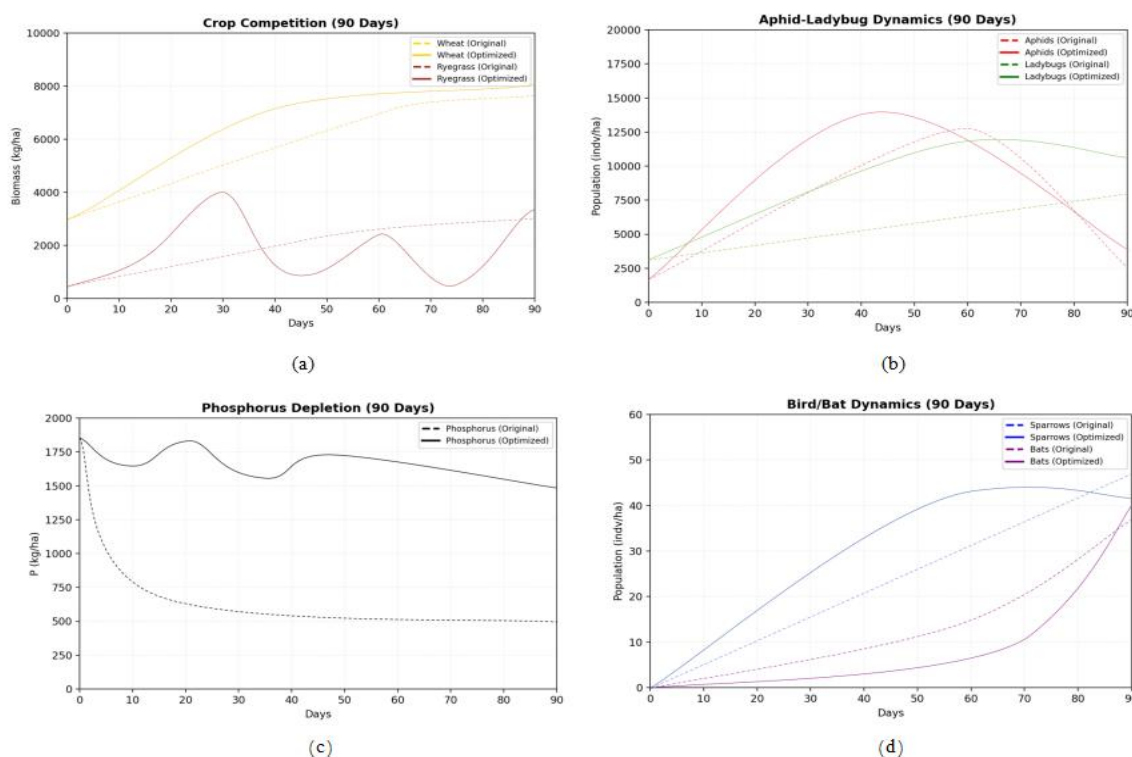 Crop Competition (90 Days)
10000
8000
6000
4000
2000
0
Biomass (kg/ha)
Wheat (Original)
Wheat (Optimized)
Ryegrass (Original)
Ryegrass (Optimized)
0 10 20 30 40 50 60 70 80 90
Days
(a)
Aphid-Ladybug Dynamics (90 Days)
20000
17500
15000
12500
10000
7500
5000
2500
0
Population (indv/ha)
Aphids (Original)
Aphids (Optimized)
Ladybugs (Original)
Ladybugs (Optimized)
0 10 20 30 40 50 60 70 80 90
Days
(b)
Phosphorus Depletion (90 Days)
2000
1750
1500
1250
1000
750
500
250
0
P (kg/ha)
Phosphorus (Original)
Phosphorus (Optimized)
0 10 20 30 40 50 60 70 80 90
Days
(c)
Bird/Bat Dynamics (90 Days)
60
50
40
30
20
10
0
Population (indv/ha)
Sparrows (Original)
Sparrows (Optimized)
Bats (Original)
Bats (Optimized)
0 10 20 30 40 50 60 70 80 90
Days
(d)